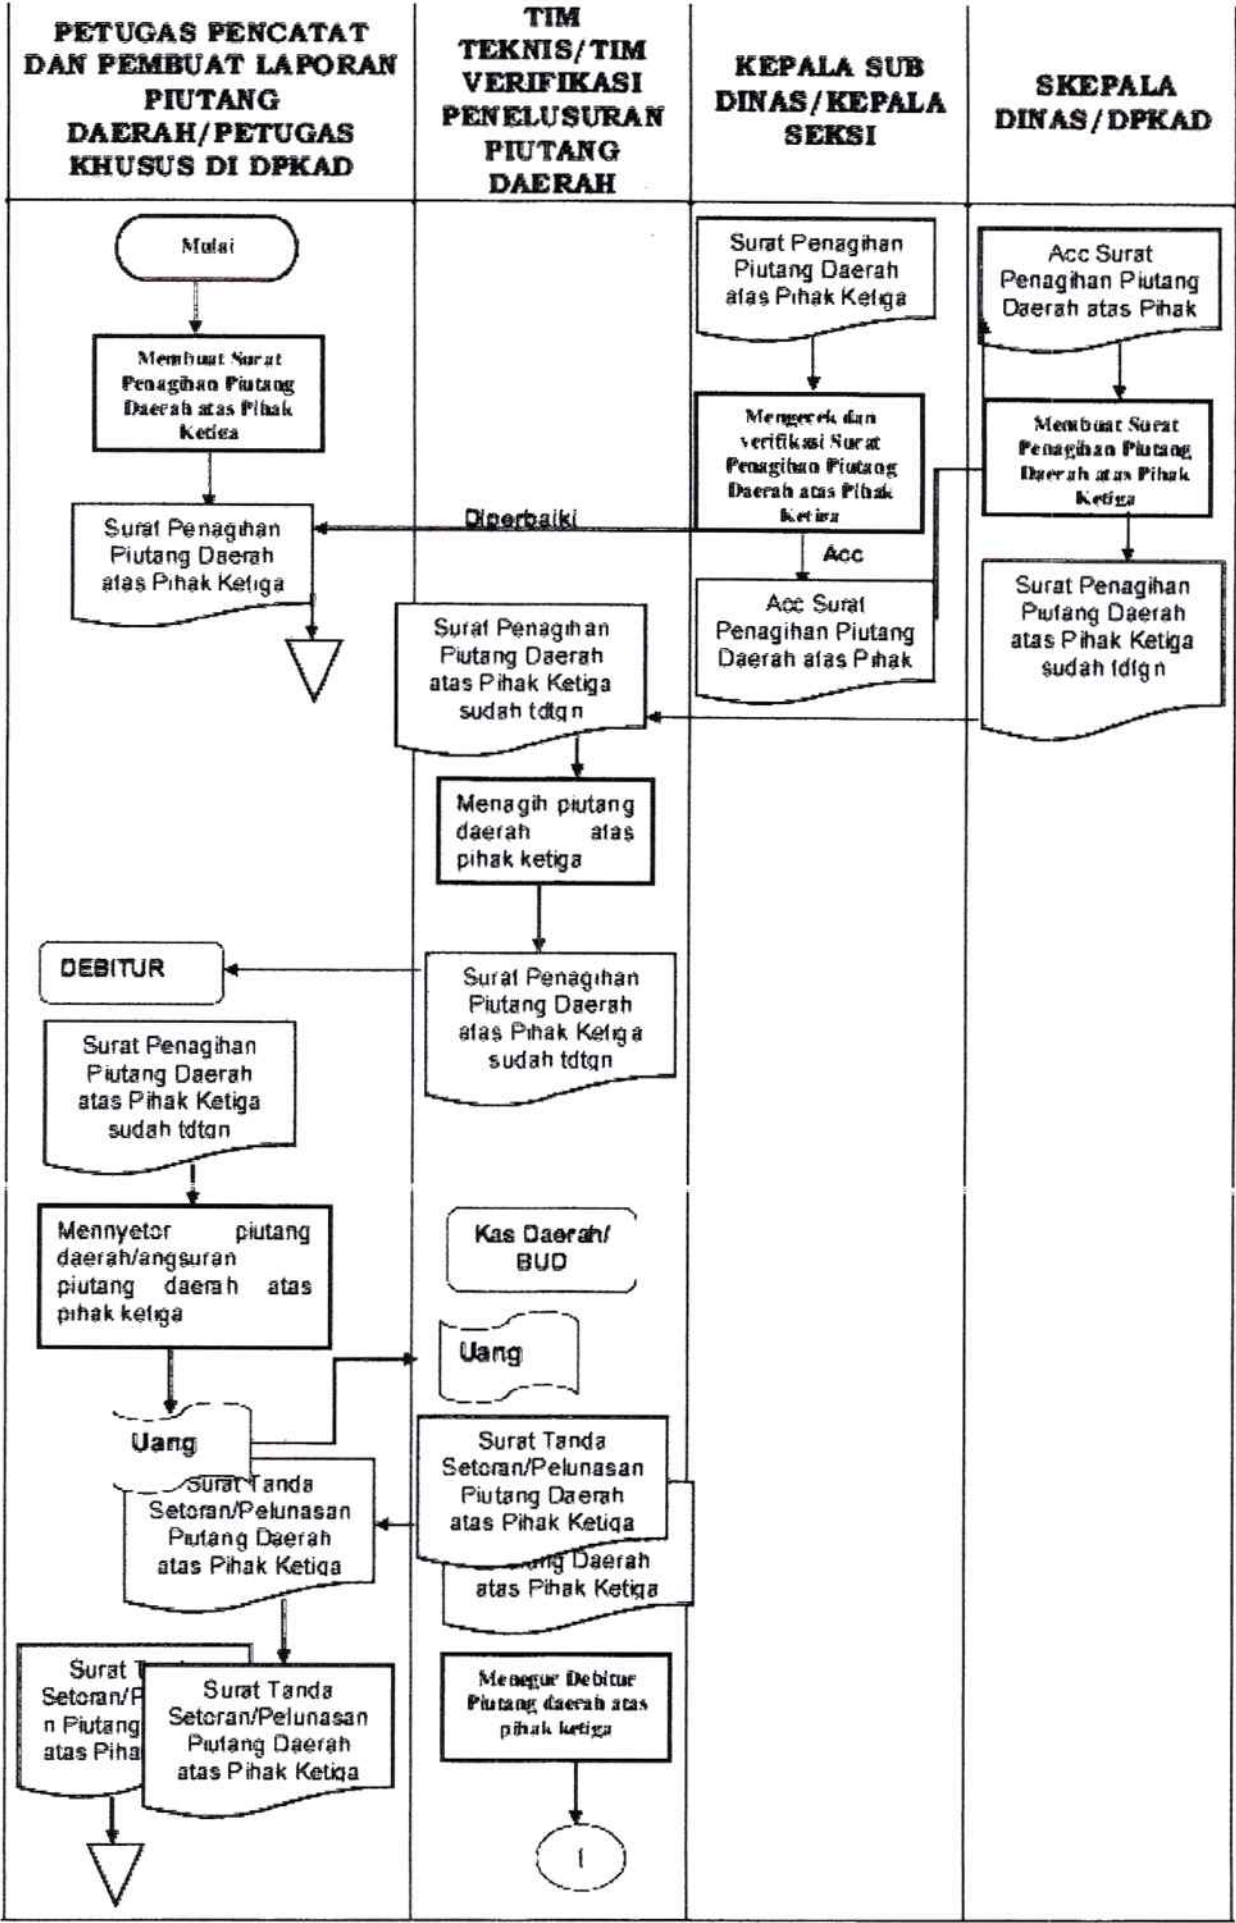 PETUGAS PENCATAT
DAN PEMBUAT LAPORAN
PIUTANG
DAERAH/PETUGAS
KHUSUS DI DPKAD
TIM
TEKNIS/TIM
VERIFIKASI
PENELUSURAN
PIUTANG
DAERAH
KEPALA SUB
DINAS/KEPALA
SEKSI
SKEPALA
DINAS/DPKAD
Mulai
Membuat Surat
Penagihan Piutang
Daerah atas Pihak
Ketiga
Surat Penagihan
Piutang Daerah
atas Pihak Ketiga
Surat Penagihan
Piutang Daerah
atas Pihak Ketiga
Mengecek dan
verifikasi Surat
Penagihan Piutang
Daerah atas Pihak
Ketiga
Diperbaiki
Acc
Acc Surat
Penagihan Piutang
Daerah atas Pihak
Acc Surat
Penagihan Piutang
Daerah atas Pihak
Membuat Surat
Penagihan Piutang
Daerah atas Pihak
Ketiga
Surat Penagihan
Piutang Daerah
atas Pihak Ketiga
sudah tdtgn
Surat Penagihan
Piutang Daerah
atas Pihak Ketiga
sudah tdtgn
Menagih piutang
daerah atas
pihak ketiga
Surat Penagihan
Piutang Daerah
atas Pihak Ketiga
sudah tdtgn
DEBITUR
Surat Penagihan
Piutang Daerah
atas Pihak Ketiga
sudah tdtgn
Mennyetor piutang
daerah/angsuran
piutang daerah atas
pihak ketiga
Uang
Kas Daerah/
BUD
Uang
Surat Tanda
Setoran/Pelunasan
Piutang Daerah
atas Pihak Ketiga
Daerah
atas Pihak Ketiga
Surat Tanda
Setoran/Pelunasan
Piutang Daerah
atas Pihak Ketiga
Surat T
Setoran/P
n Piutang
atas Piha
Surat Tanda
Setoran/Pelunasan
Piutang Daerah
atas Pihak Ketiga
Menegur Debitur
Piutang daerah atas
pihak ketiga
1